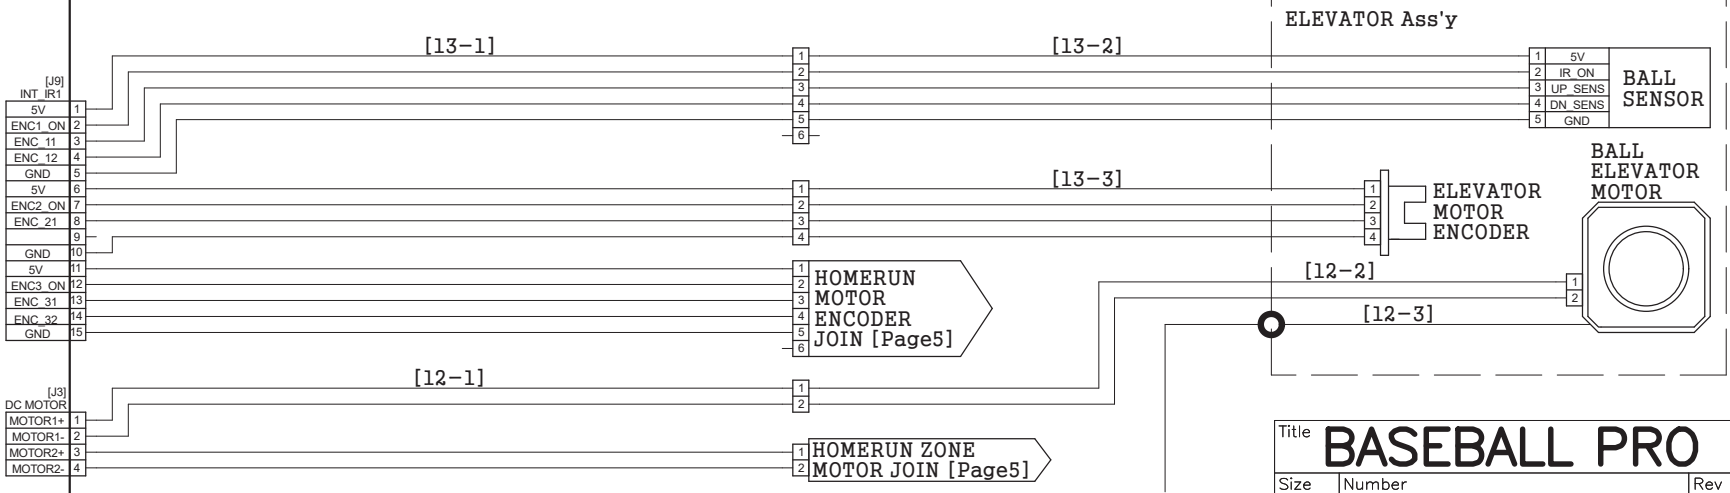 ELEVATOR Ass'y
[13-1]
[13-2]
[J9]
INT_IR1
5V 1
ENC1_ON 2
ENC_11 3
ENC_12 4
GND 5
5V 6
ENC2_ON 7
ENC_21 8
9
GND 10
5V 11
ENC3_ON 12
ENC_31 13
ENC_32 14
GND 15
1
2
3
4
5
6
1 5V
2 IR_ON
3 UP_SENS
4 DN_SENS
5 GND
BALL
SENSOR
[13-3]
1
2
3
4
1
2
3
4
ELEVATOR
MOTOR
ENCODER
BALL
ELEVATOR
MOTOR
1
2
1
2
3
4
5
6
HOMERUN
MOTOR
ENCODER
JOIN [Page5]
[12-2]
[12-3]
[12-1]
[J3]
DC MOTOR
MOTOR1+ 1
MOTOR1- 2
MOTOR2+ 3
MOTOR2- 4
1
2
1 HOMERUN ZONE
2 MOTOR JOIN [Page5]
Title BASEBALL PRO
Size Number Rev